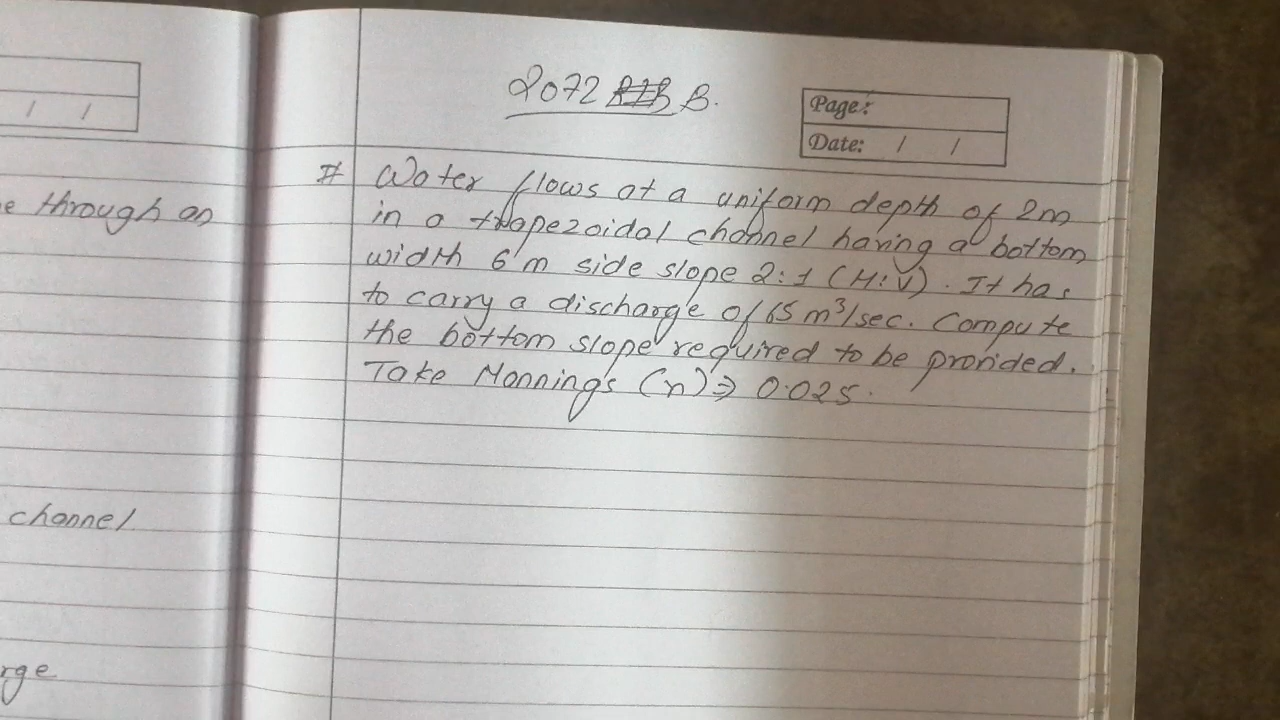 2072 B.
Page:
Date: / /
/ /
# Water flows at a uniform depth of 2m
in a trapezoidal channel having a bottom
width 6 m side slope 2:1 (H:V). It has
to carry a discharge of 65 m³/sec. Compute
the bottom slope required to be provided.
Take Manning's (n) ⇒ 0.025.
e through an
channel
rge